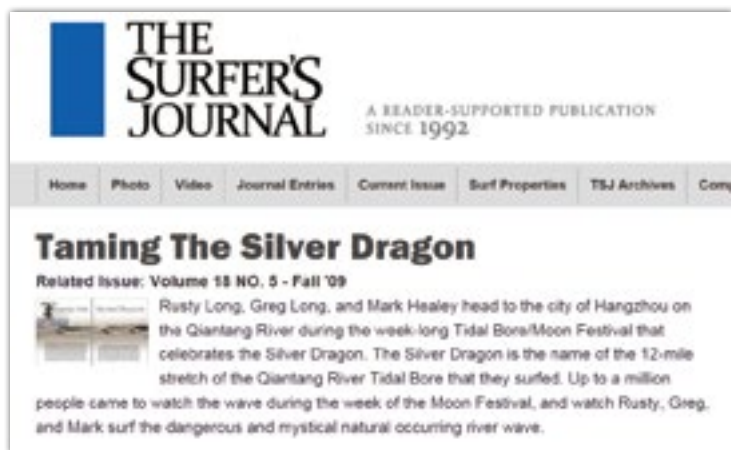 THE
SURFER'S
JOURNAL
A READER-SUPPORTED PUBLICATION
SINCE 1992
Home Photo Video Journal Entries Current Issue Surf Properties TSJ Archives Comp
Taming The Silver Dragon
Related Issue: Volume 18 NO. 5 - Fall '09
Rusty Long, Greg Long, and Mark Healey head to the city of Hangzhou on
the Qiantang River during the week-long Tidal Bore/Moon Festival that
celebrates the Silver Dragon. The Silver Dragon is the name of the 12-mile
stretch of the Qiantang River Tidal Bore that they surfed. Up to a million
people came to watch the wave during the week of the Moon Festival, and watch Rusty, Greg,
and Mark surf the dangerous and mystical natural occurring river wave.